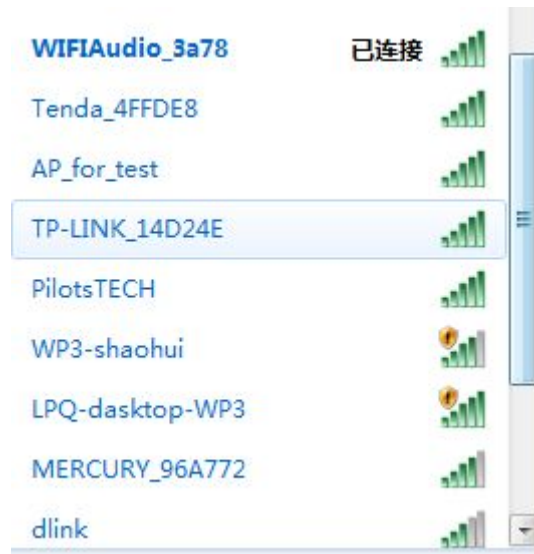 WIFIAudio_3a78 已连接
Tenda_4FFDE8
AP_for_test
TP-LINK_14D24E
PilotsTECH
WP3-shaohui
LPQ-dasktop-WP3
MERCURY_96A772
dlink